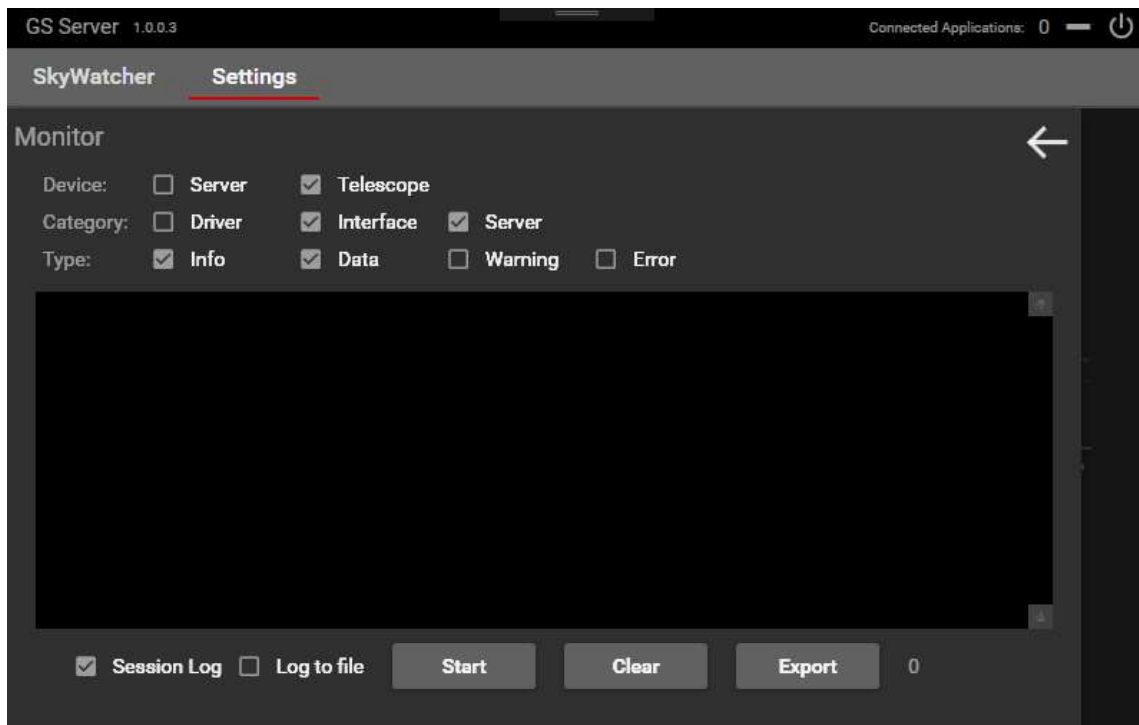 GS Server 1.0.0.3 Connected Applications: 0
SkyWatcher Settings
Monitor
Device: Server Telescope
Category: Driver Interface Server
Type: Info Data Warning Error
Session Log Log to file Start Clear Export 0